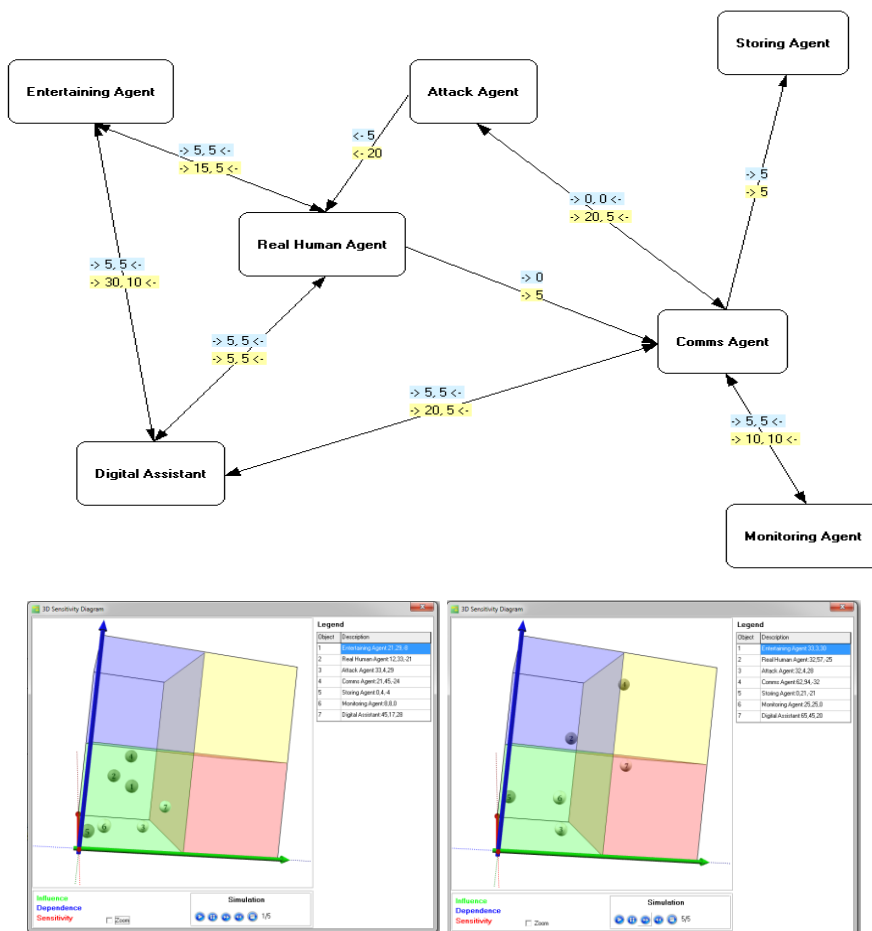 Storing Agent
Entertaining Agent
Attack Agent
<- 5
<- 20
-> 5, 5 <-
-> 15, 5 <-
-> 5
-> 5
-> 0, 0 <-
-> 20, 5 <-
Real Human Agent
-> 5, 5 <-
-> 30, 10 <-
-> 0
-> 5
-> 5, 5 <-
-> 5, 5 <-
Comms Agent
-> 5, 5 <-
-> 20, 5 <-
-> 5, 5 <-
-> 10, 10 <-
Digital Assistant
Monitoring Agent
3D Sensitivity Diagram
Legend
Object Description
1 Entertaining Agent
2 Real Human Agent:12,33,-21
3 Attack Agent:33,4,29
4 Comms Agent:21,45,-24
5 Storing Agent:0,4,-4
6 Monitoring Agent:8,8,0
7 Digital Assistant:45,17,28
Influence
Dependence
Sensitivity
Zoom
Simulation
1/5
3D Sensitivity Diagram
Legend
Object Description
1 Entertaining Agent
2 Real Human Agent:32,57,-25
3 Attack Agent:32,4,28
4 Comms Agent:62,94,-32
5 Storing Agent:0,21,-21
6 Monitoring Agent:25,25,0
7 Digital Assistant:65,45,20
Influence
Dependence
Sensitivity
Zoom
Simulation
5/5